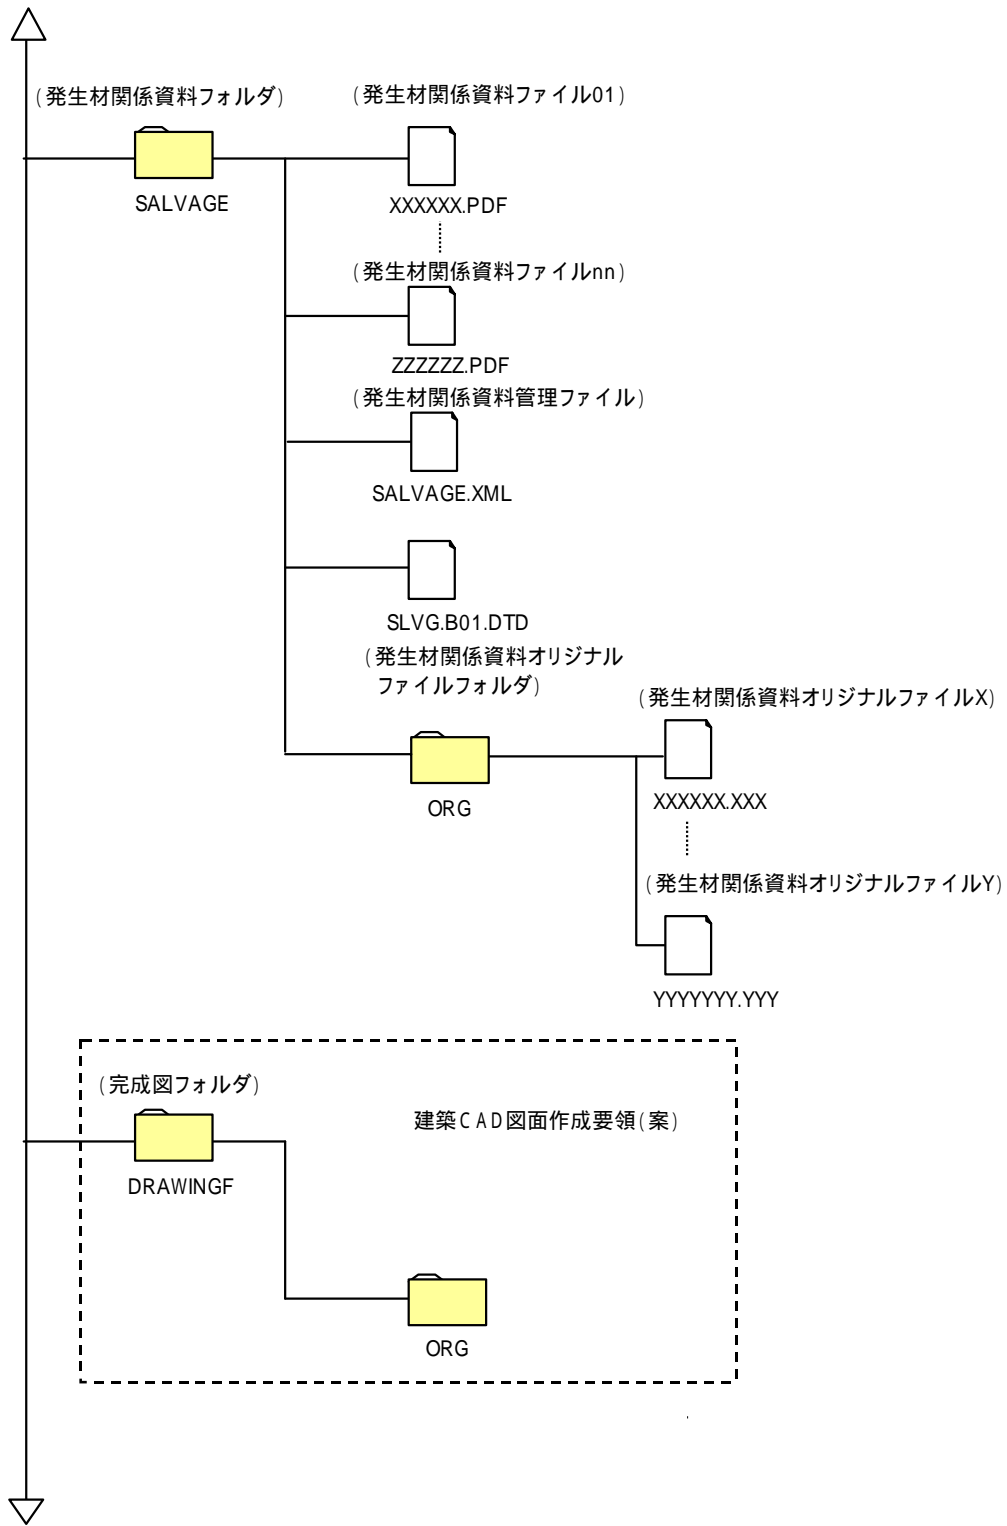 (発生材関係資料フォルダ)
(発生材関係資料ファイル01)
SALVAGE
XXXXXX.PDF
(発生材関係資料ファイルnn)
ZZZZZZ.PDF
(発生材関係資料管理ファイル)
SALVAGE.XML
SLVG.B01.DTD
(発生材関係資料オリジナル
ファイルフォルダ)
(発生材関係資料オリジナルファイルX)
ORG
XXXXXX.XXX
(発生材関係資料オリジナルファイルY)
YYYYYYY.YYY
(完成図フォルダ)
建築CAD図面作成要領(案)
DRAWINGF
ORG